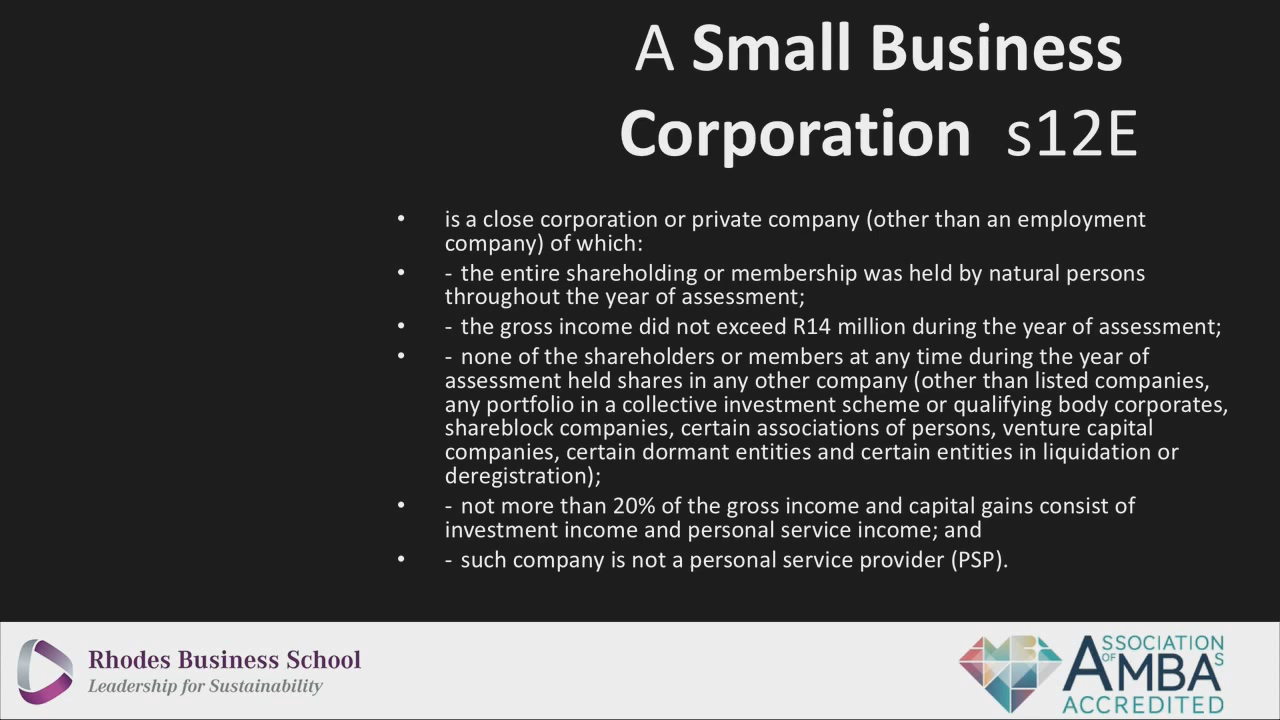 A Small Business
Corporation s12E
• is a close corporation or private company (other than an employment
company) of which:
• - the entire shareholding or membership was held by natural persons
throughout the year of assessment;
• - the gross income did not exceed R14 million during the year of assessment;
• - none of the shareholders or members at any time during the year of
assessment held shares in any other company (other than listed companies,
any portfolio in a collective investment scheme or qualifying body corporates,
shareblock companies, certain associations of persons, venture capital
companies, certain dormant entities and certain entities in liquidation or
deregistration);
• - not more than 20% of the gross income and capital gains consist of
investment income and personal service income; and
• - such company is not a personal service provider (PSP).
Rhodes Business School
Leadership for Sustainability
MBA
ASSOCIATION
OF AMBAS
ACCREDITED